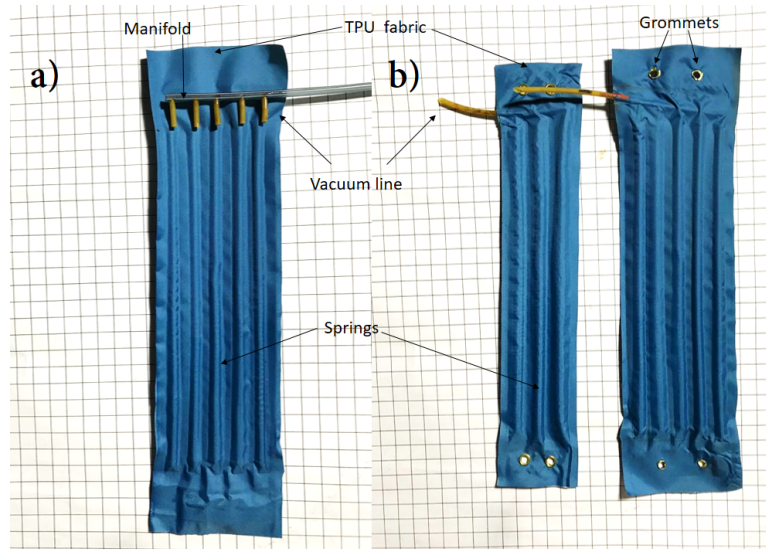 Manifold
TPU fabric
Grommets
a)
b)
Vacuum line
Springs